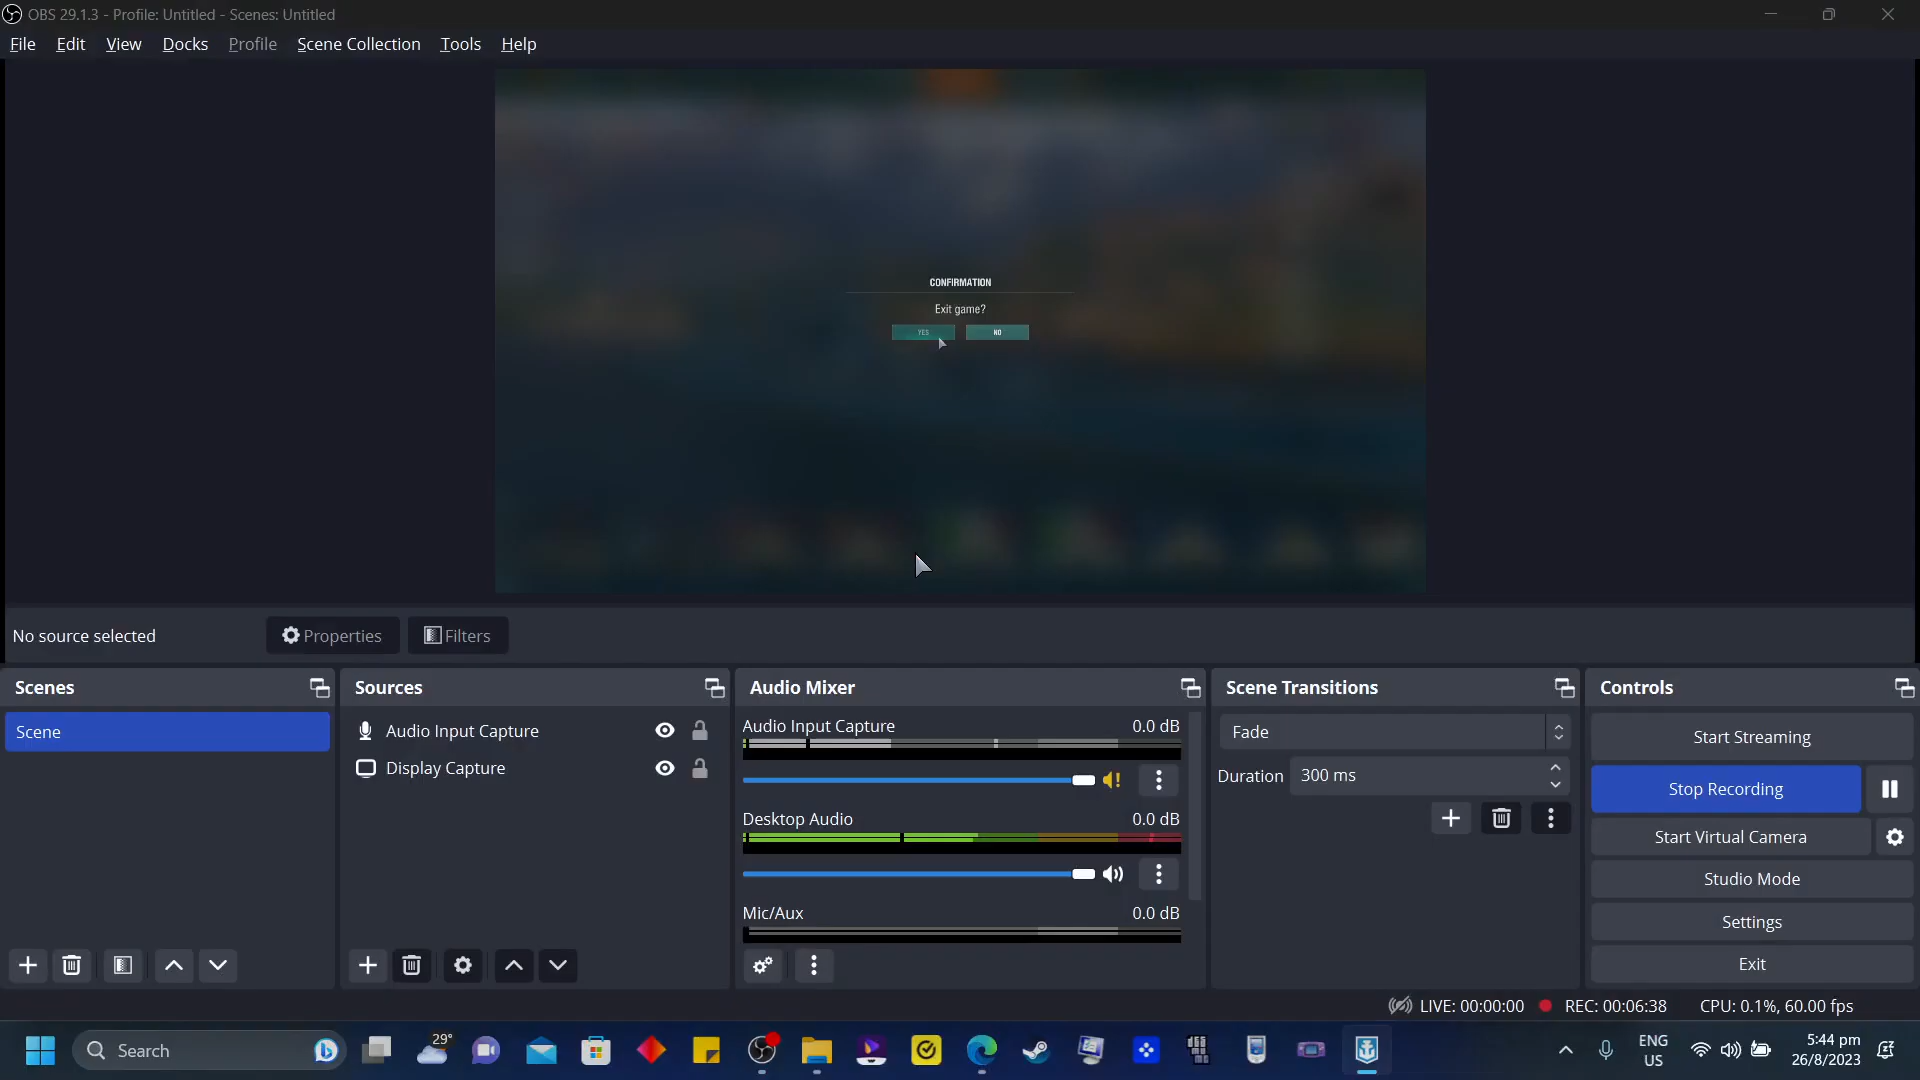 OBS 29.1.3 - Profile: Untitled - Scenes: Untitled
File Edit View Docks Profile Scene Collection Tools Help
CONFIRMATION
Exit game?
YES NO
No source selected Properties Filters
Scenes
Scene
Sources
Audio Input Capture
Display Capture
Audio Mixer
Audio Input Capture 0.0 dB
Desktop Audio 0.0 dB
Mic/Aux 0.0 dB
Scene Transitions
Fade
Duration 300 ms
Controls
Start Streaming
Stop Recording
Start Virtual Camera
Studio Mode
Settings
Exit
LIVE: 00:00:00 REC: 00:06:38 CPU: 0.1%, 60.00 fps
Search
29°
ENG
US
5:44 pm
26/8/2023